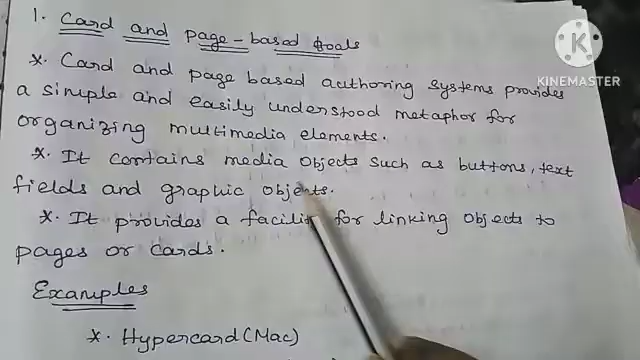 1. Card and page-based tools
*. Card and page based authoring systems provides
a simple and easily understood metaphor for
organizing multimedia elements.
*. It contains media objects such as buttons, text
fields and graphic objects.
*. It provides a facility for linking objects to
pages or cards.
Examples
*. Hypercard (Mac)
K
KINEMASTER